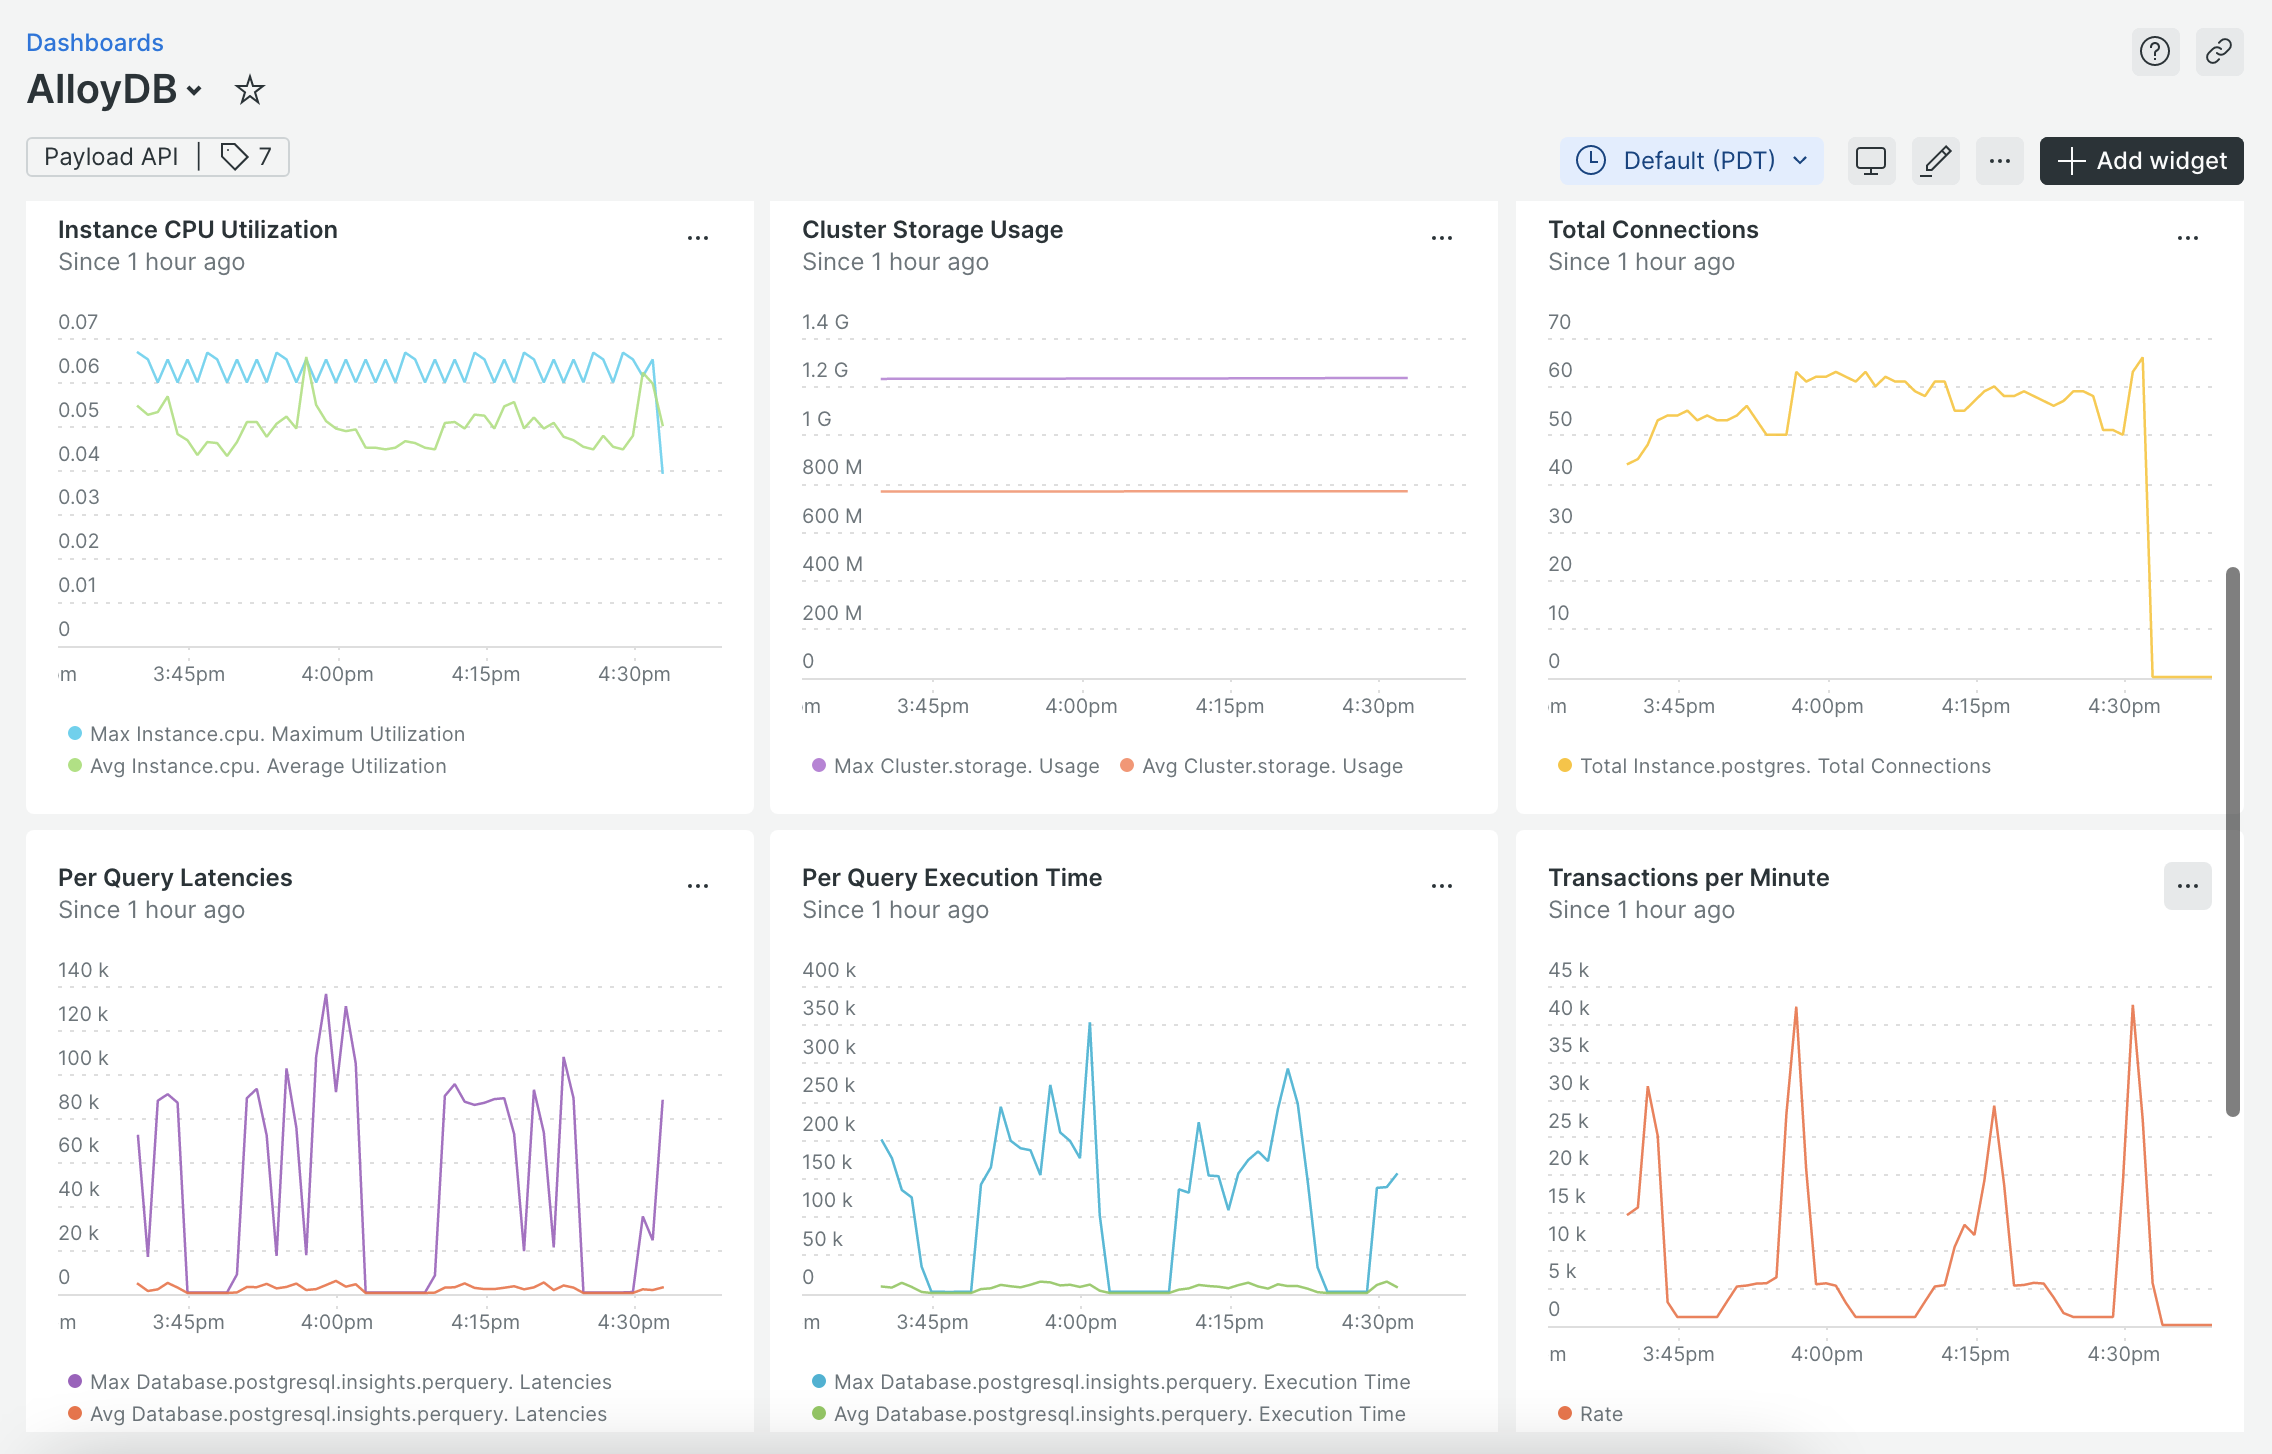 Dashboards
AlloyDB
Payload API | 7
Default (PDT)
Add widget
Instance CPU Utilization
Since 1 hour ago
0.07
0.06
0.05
0.04
0.03
0.02
0.01
0
m 3:45pm 4:00pm 4:15pm 4:30pm
Max Instance.cpu. Maximum Utilization
Avg Instance.cpu. Average Utilization
Cluster Storage Usage
Since 1 hour ago
1.4 G
1.2 G
1 G
800 M
600 M
400 M
200 M
0
m 3:45pm 4:00pm 4:15pm 4:30pm
Max Cluster.storage. Usage Avg Cluster.storage. Usage
Total Connections
Since 1 hour ago
70
60
50
40
30
20
10
0
m 3:45pm 4:00pm 4:15pm 4:30pm
Total Instance.postgres. Total Connections
Per Query Latencies
Since 1 hour ago
140 k
120 k
100 k
80 k
60 k
40 k
20 k
0
m 3:45pm 4:00pm 4:15pm 4:30pm
Max Database.postgresql.insights.perquery. Latencies
Avg Database.postgresql.insights.perquery. Latencies
Per Query Execution Time
Since 1 hour ago
400 k
350 k
300 k
250 k
200 k
150 k
100 k
50 k
0
m 3:45pm 4:00pm 4:15pm 4:30pm
Max Database.postgresql.insights.perquery. Execution Time
Avg Database.postgresql.insights.perquery. Execution Time
Transactions per Minute
Since 1 hour ago
45 k
40 k
35 k
30 k
25 k
20 k
15 k
10 k
5 k
0
m 3:45pm 4:00pm 4:15pm 4:30pm
Rate